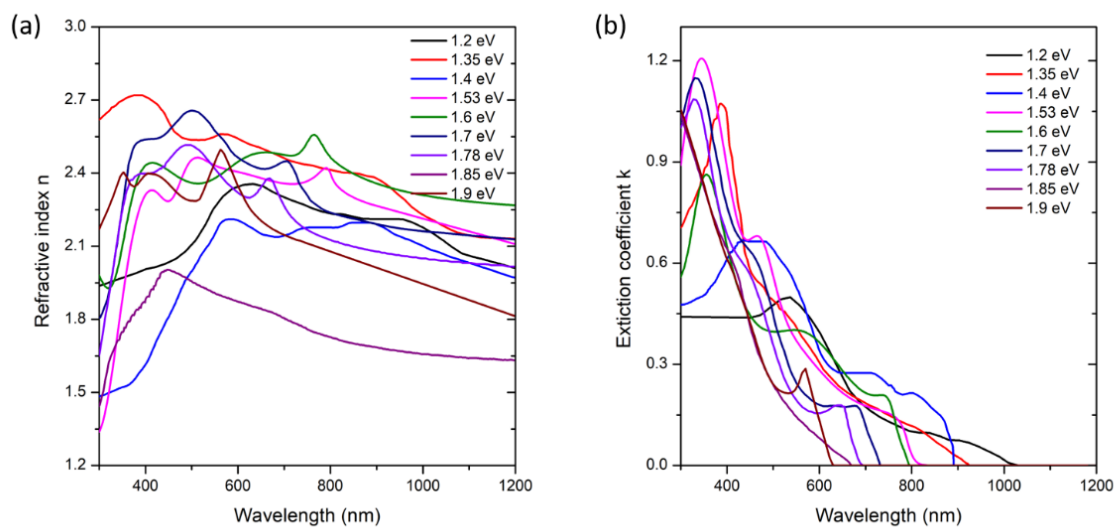 (a)
Refractive index n
3.0
2.7
2.4
2.1
1.8
1.5
1.2
400 600 800 1000 1200
Wavelength (nm)
1.2 eV
1.35 eV
1.4 eV
1.53 eV
1.6 eV
1.7 eV
1.78 eV
1.85 eV
1.9 eV
(b)
Extiction coefficient k
1.2
0.9
0.6
0.3
0.0
400 600 800 1000 1200
Wavelength (nm)
1.2 eV
1.35 eV
1.4 eV
1.53 eV
1.6 eV
1.7 eV
1.78 eV
1.85 eV
1.9 eV